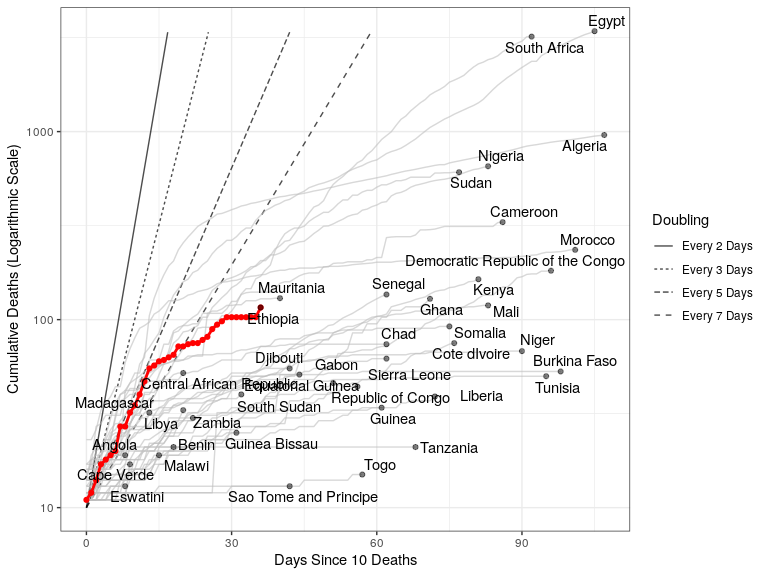 Egypt
South Africa
1000
Algeria
Nigeria
Sudan
Cameroon
Morocco
Democratic Republic of the Congo
Mauritania
Senegal
Kenya
100
Ethiopia
Ghana
Mali
Chad
Somalia
Niger
Djibouti
Gabon
Cote dIvoire
Burkina Faso
Central African Republic
Equatorial Guinea
Sierra Leone
Tunisia
Madagascar
South Sudan
Republic of Congo
Liberia
Libya
Zambia
Guinea
Angola
Benin
Guinea Bissau
Tanzania
Cape Verde
Malawi
Togo
Eswatini
Sao Tome and Principe
10
0
30
60
90
Days Since 10 Deaths
Cumulative Deaths (Logarithmic Scale)
Doubling
Every 2 Days
Every 3 Days
Every 5 Days
Every 7 Days